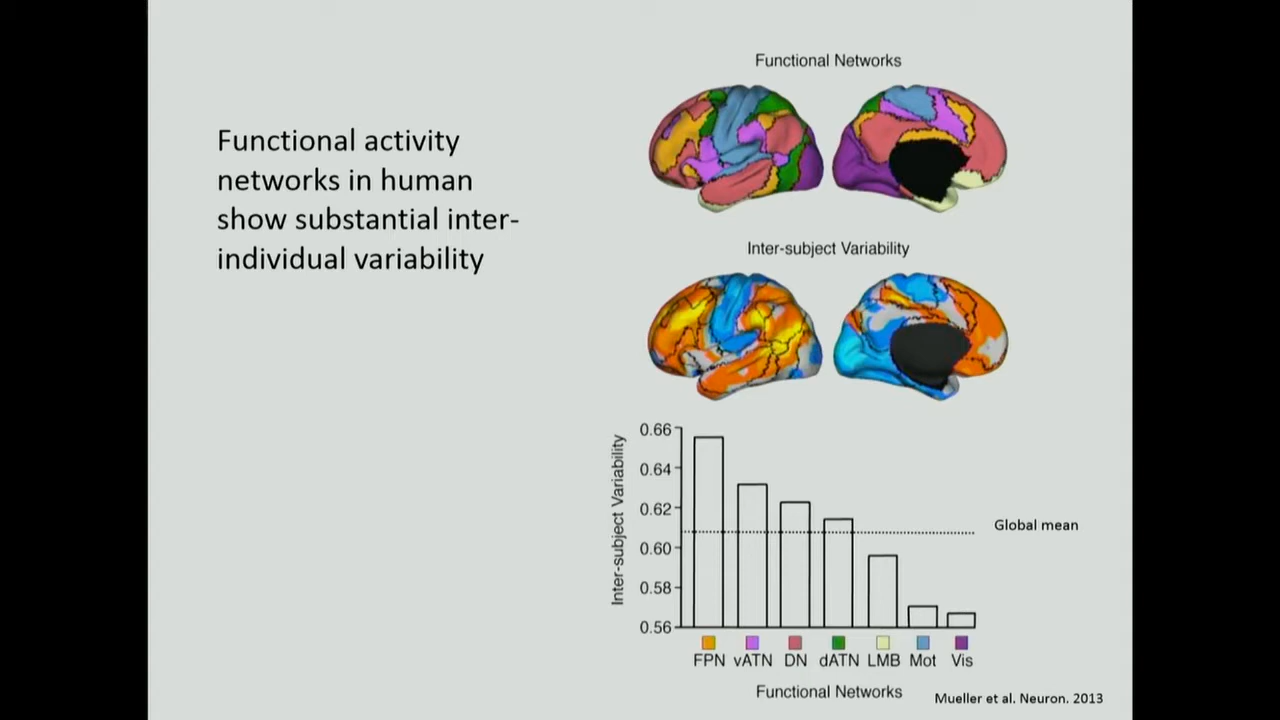 Functional activity
networks in human
show substantial inter-
individual variability
Functional Networks
Inter-subject Variability
Inter-subject Variability
0.66
0.64
0.62
0.60
0.58
0.56
Global mean
FPN vATN DN dATN LMB Mot Vis
Functional Networks
Mueller et al. Neuron. 2013